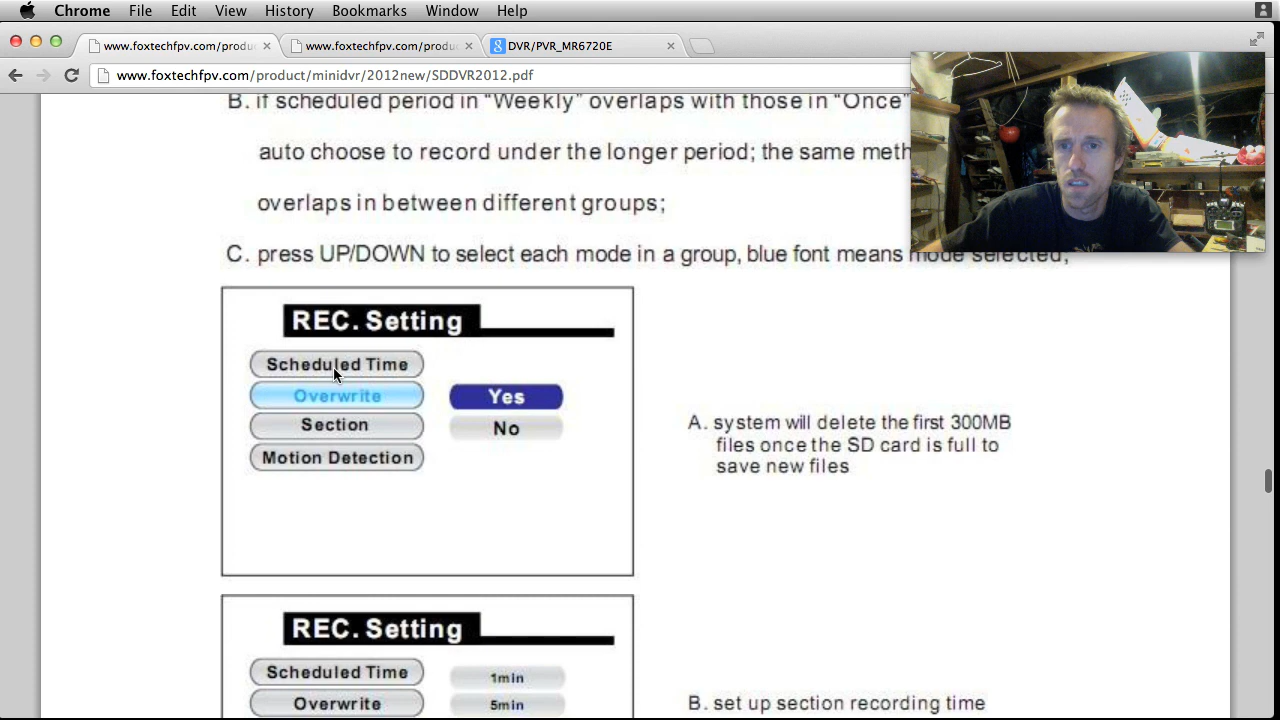 Chrome File Edit View History Bookmarks Window Help
www.foxtechfpv.com/produ
www.foxtechfpv.com/produ
DVR/PVR_MR6720E
www.foxtechfpv.com/product/minidvr/2012new/SDDVR2012.pdf
B. if scheduled period in “Weekly” overlaps with those in “Once”
auto choose to record under the longer period; the same
overlaps in between different groups;
C. press UP/DOWN to select each mode in a group, blue font means mode selected;
REC. Setting
Scheduled Time
Overwrite Yes
Section No
Motion Detection
A. system will delete the first 300MB
files once the SD card is full to
save new files
REC. Setting
Scheduled Time 1min
Overwrite 5min
B. set up section recording time